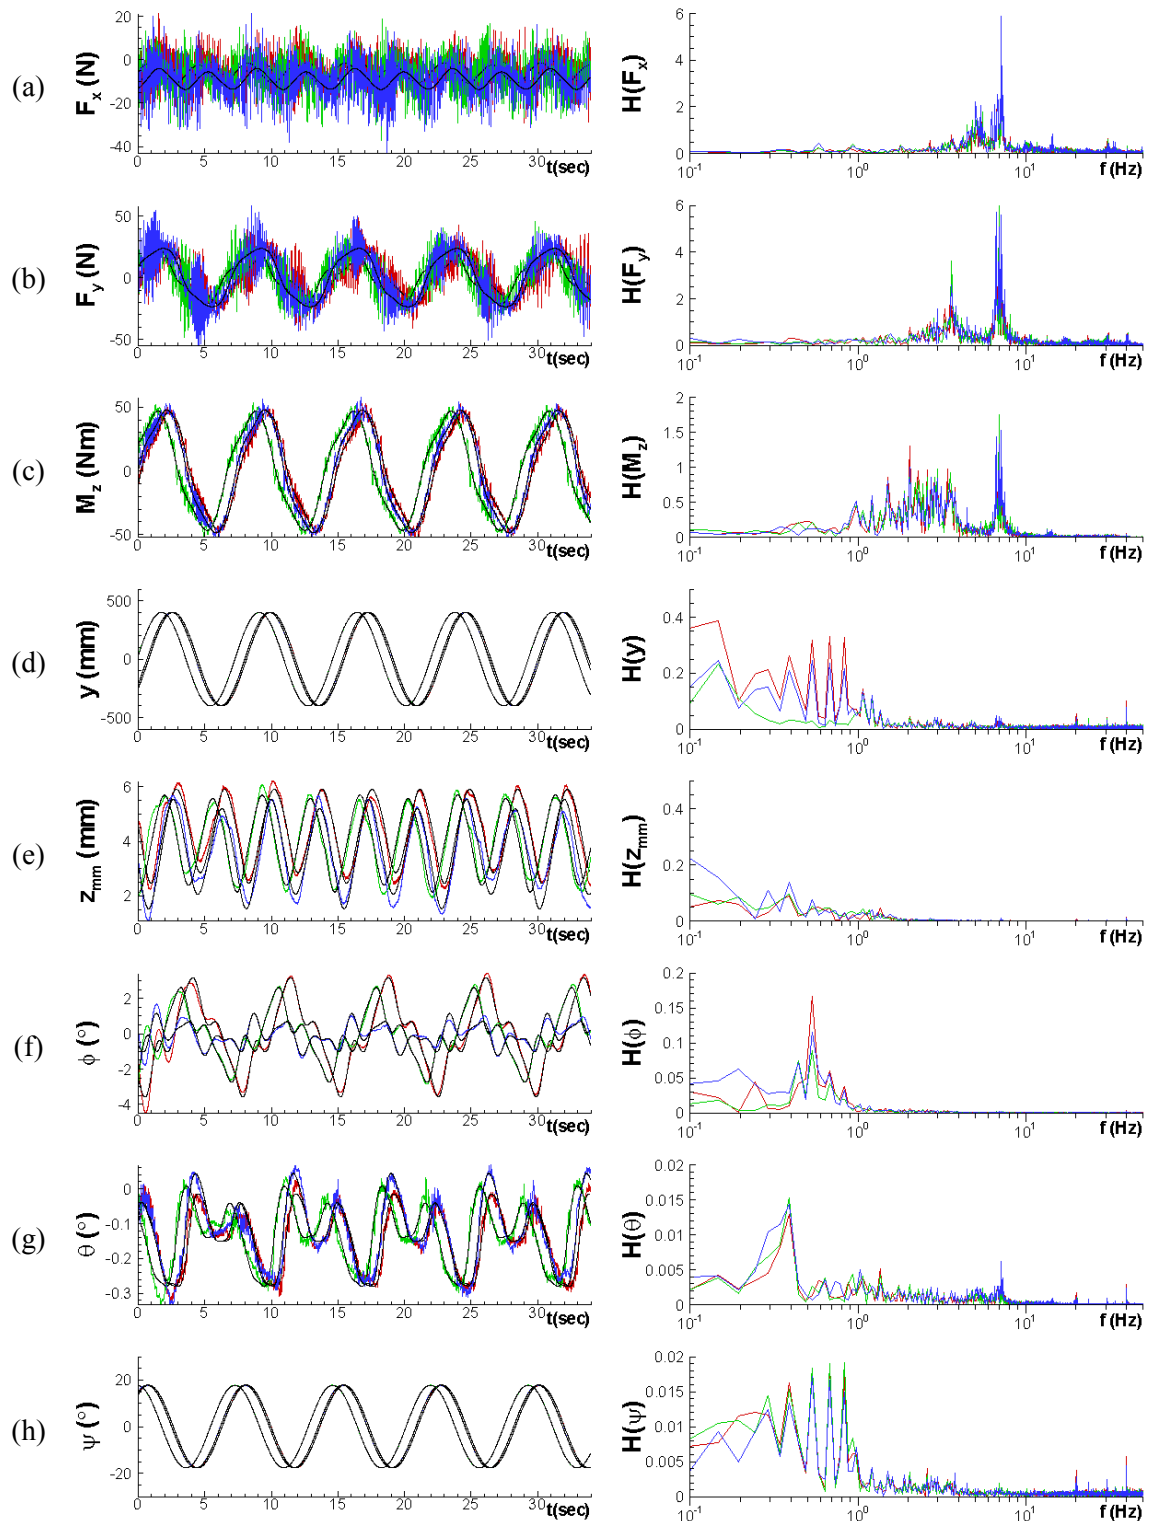 (a)
F_x (N)
20
0
-20
-40
0 5 10 15 20 25 30
t(sec)
H(F_x)
6
4
2
0
10^-1 10^0 10^1
f (Hz)
(b)
F_y (N)
50
0
-50
0 5 10 15 20 25 30
t(sec)
H(F_y)
6
4
2
0
10^-1 10^0 10^1
f (Hz)
(c)
M_z (Nm)
50
0
-50
0 5 10 15 20 25 30
t(sec)
H(M_z)
2
1.5
1
0.5
0
10^-1 10^0 10^1
f (Hz)
(d)
y (mm)
500
0
-500
0 5 10 15 20 25 30
t(sec)
H(y)
0.4
0.2
0
10^-1 10^0 10^1
f (Hz)
(e)
z_mm (mm)
6
4
2
0 5 10 15 20 25 30
t(sec)
H(z_mm)
0.4
0.2
0
10^-1 10^0 10^1
f (Hz)
(f)
ϕ (°)
2
0
-2
-4
0 5 10 15 20 25 30
t(sec)
H(ϕ)
0.2
0.15
0.1
0.05
0
10^-1 10^0 10^1
f (Hz)
(g)
θ (°)
0
-0.1
-0.2
-0.3
0 5 10 15 20 25 30
t(sec)
H(θ)
0.02
0.015
0.01
0.005
0
10^-1 10^0 10^1
f (Hz)
(h)
ψ (°)
20
0
-20
0 5 10 15 20 25 30
t(sec)
H(ψ)
0.02
0.015
0.01
0.005
0
10^-1 10^0 10^1
f (Hz)